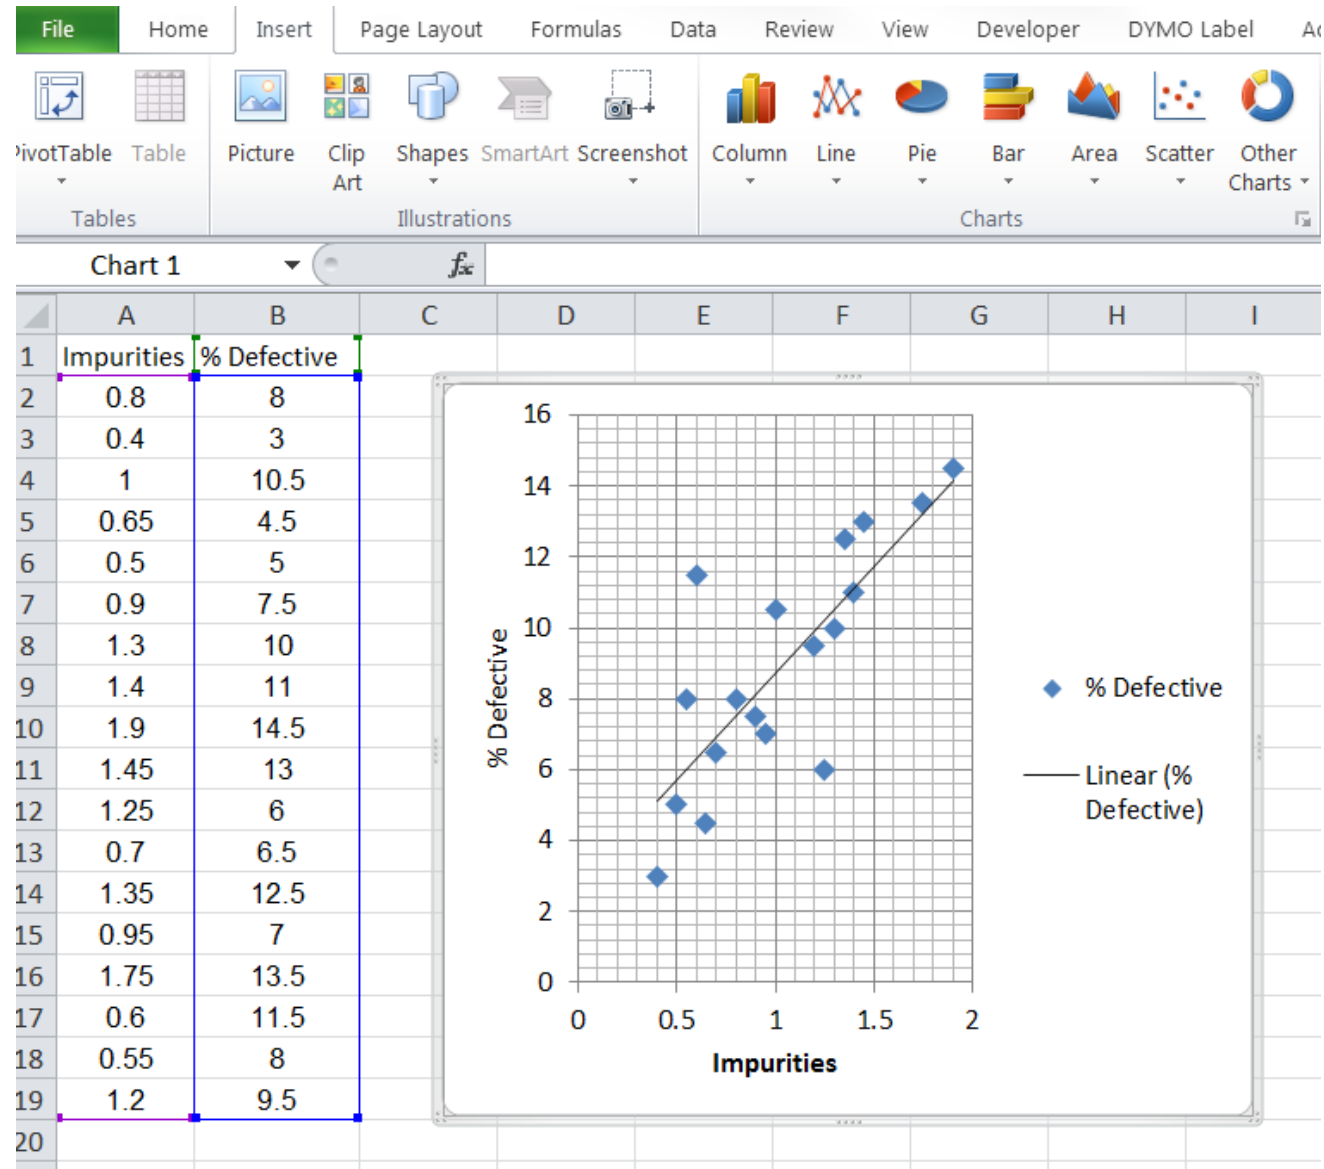 File Home Insert Page Layout Formulas Data Review View Developer DYMO Label
PivotTable Table Picture Clip Art Shapes SmartArt Screenshot Column Line Pie Bar Area Scatter Other Charts
Tables Illustrations Charts
Chart 1 fx
A B C D E F G H I
1 Impurities % Defective
2 0.8 8
3 0.4 3
4 1 10.5
5 0.65 4.5
6 0.5 5
7 0.9 7.5
8 1.3 10
9 1.4 11
10 1.9 14.5
11 1.45 13
12 1.25 6
13 0.7 6.5
14 1.35 12.5
15 0.95 7
16 1.75 13.5
17 0.6 11.5
18 0.55 8
19 1.2 9.5
20
16
14
12
10
8
6
4
2
0
% Defective
0 0.5 1 1.5 2
Impurities
% Defective
Linear (%
Defective)